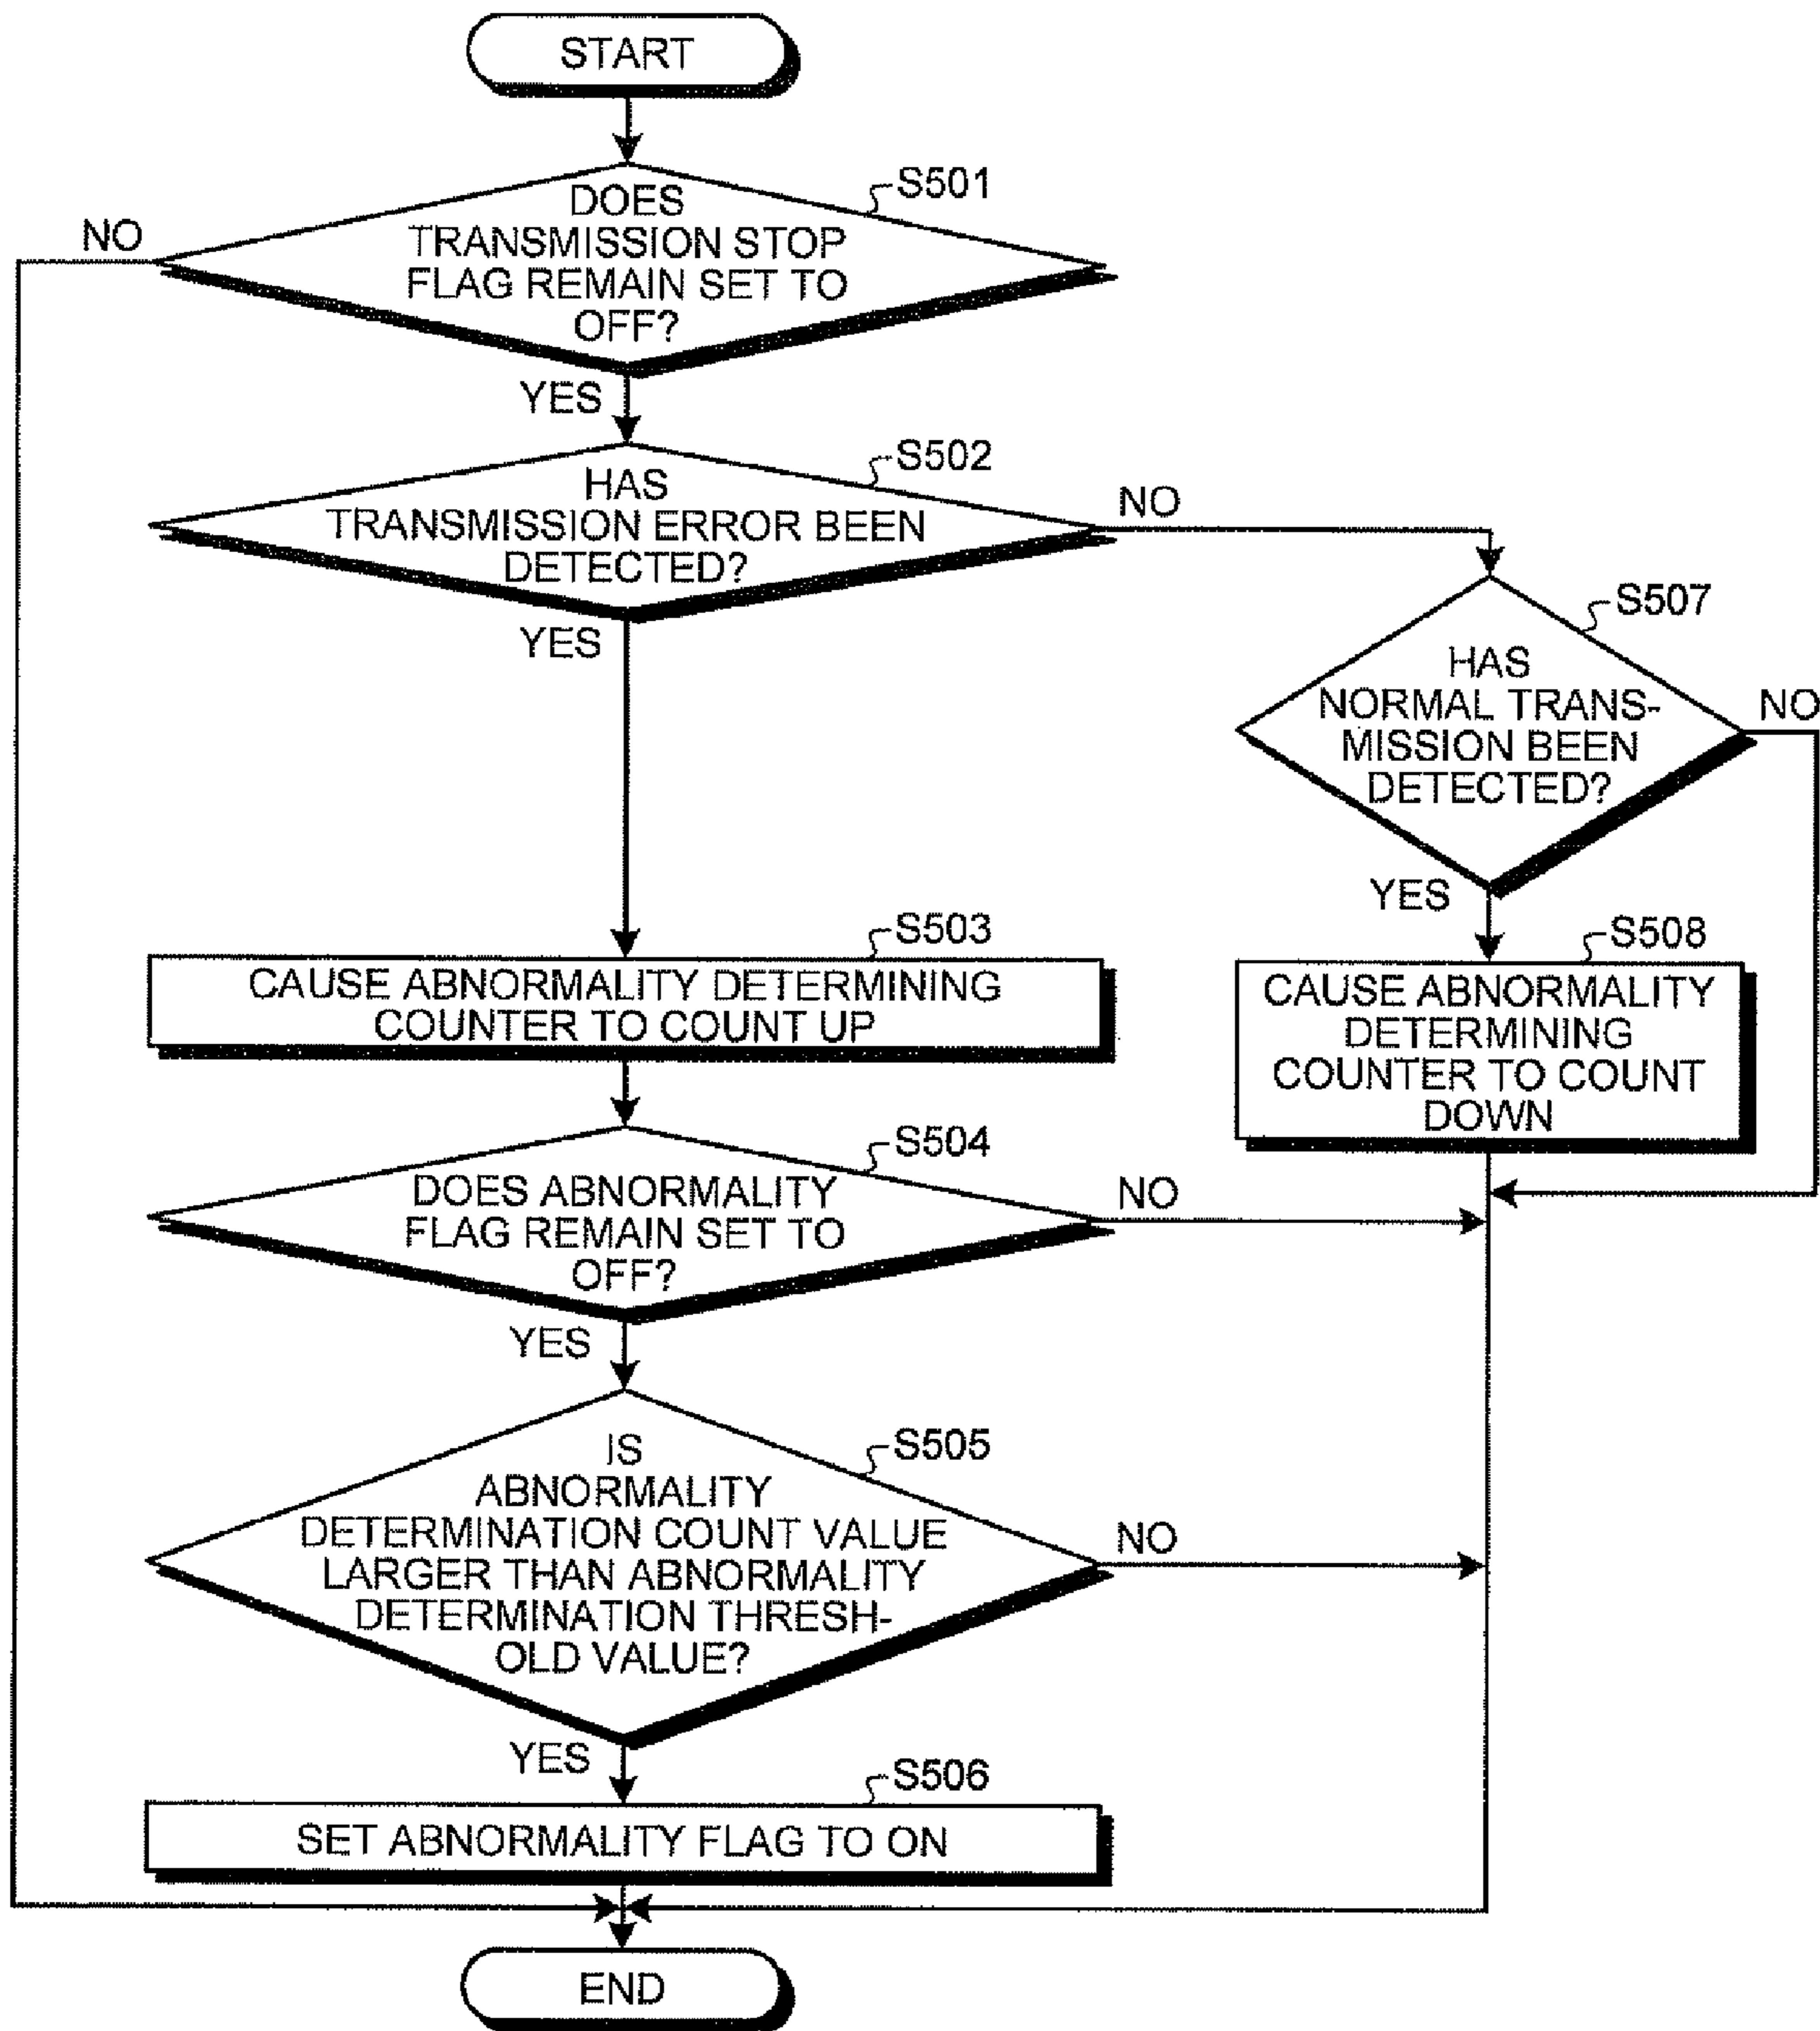 START
S501
DOES
TRANSMISSION STOP
FLAG REMAIN SET TO
OFF?
NO
YES
S502
HAS
TRANSMISSION ERROR BEEN
DETECTED?
NO
YES
S507
HAS
NORMAL TRANS-
MISSION BEEN
DETECTED?
NO
YES
S503
CAUSE ABNORMALITY DETERMINING
COUNTER TO COUNT UP
S508
CAUSE ABNORMALITY
DETERMINING
COUNTER TO COUNT
DOWN
S504
DOES ABNORMALITY
FLAG REMAIN SET TO
OFF?
NO
YES
S505
IS
ABNORMALITY
DETERMINATION COUNT VALUE
LARGER THAN ABNORMALITY
DETERMINATION THRESH-
OLD VALUE?
NO
YES
S506
SET ABNORMALITY FLAG TO ON
END